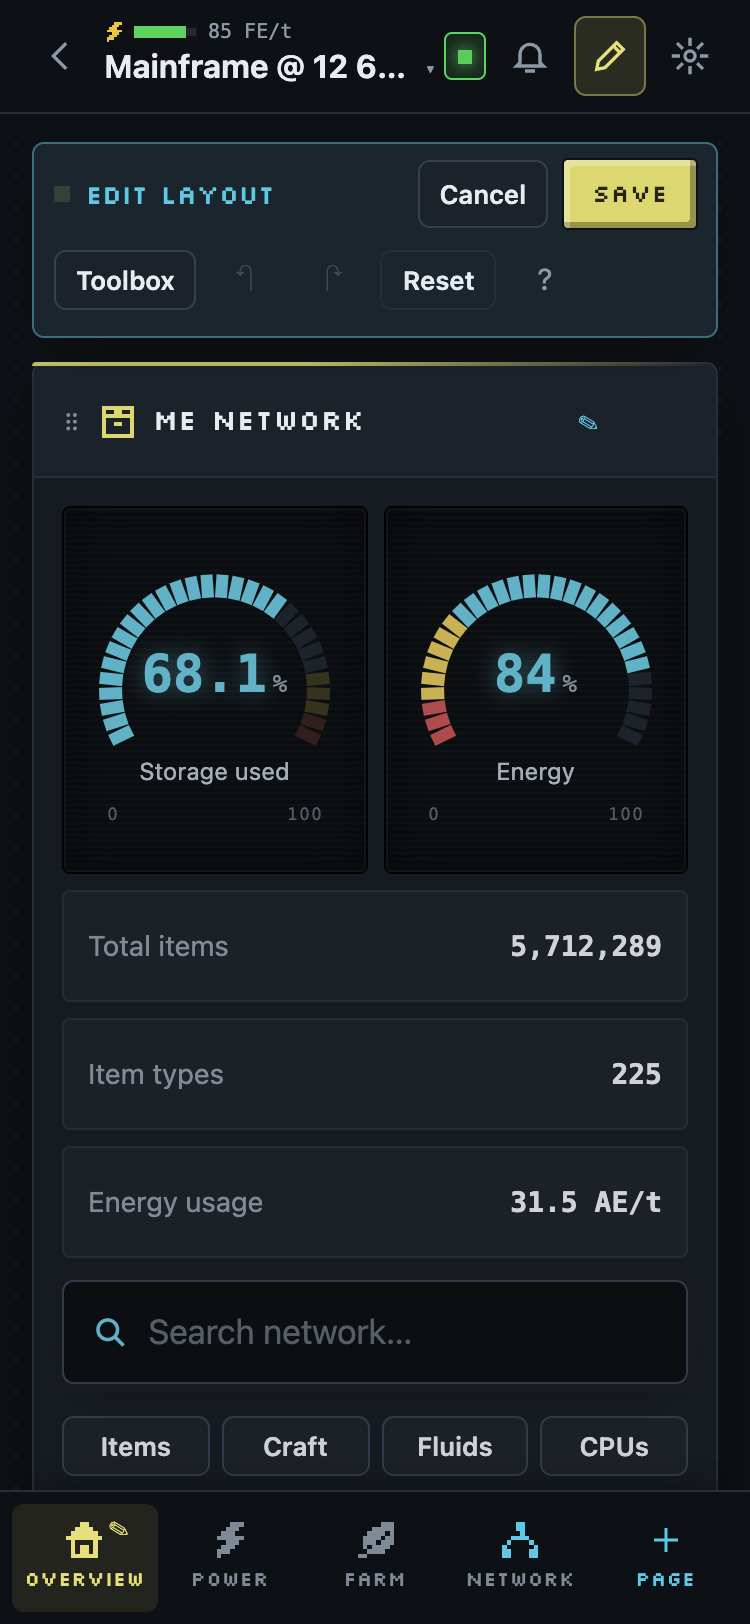 85 FE/t
Mainframe @ 12 6...
EDIT LAYOUT
Cancel
SAVE
Toolbox
Reset
?
ME NETWORK
68.1%
Storage used
0 100
84%
Energy
0 100
Total items 5,712,289
Item types 225
Energy usage 31.5 AE/t
Search network...
Items Craft Fluids CPUs
OVERVIEW POWER FARM NETWORK PAGE